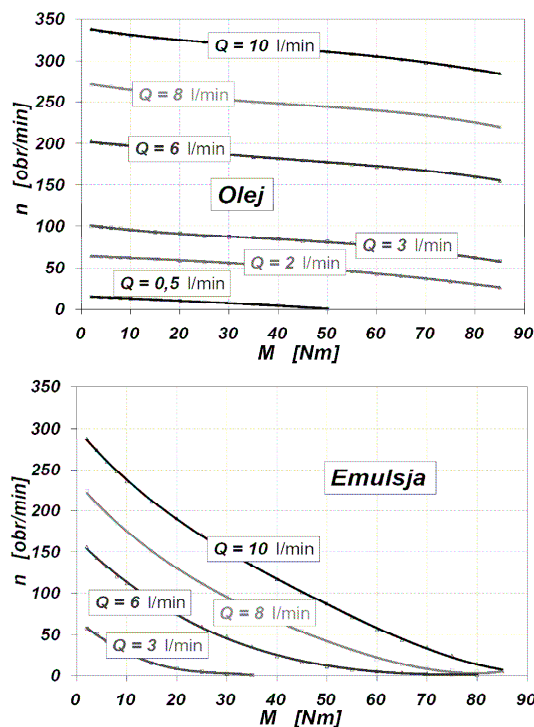 350
300
250
200
150
100
50
0
n [obr/min]
Q = 10 l/min
Q = 8 l/min
Q = 6 l/min
Olej
Q = 3 l/min
Q = 2 l/min
Q = 0,5 l/min
0 10 20 30 40 50 60 70 80 90
M [Nm]
350
300
250
200
150
100
50
0
n [obr/min]
Emulsja
Q = 10 l/min
Q = 8 l/min
Q = 6 l/min
Q = 3 l/min
0 10 20 30 40 50 60 70 80 90
M [Nm]